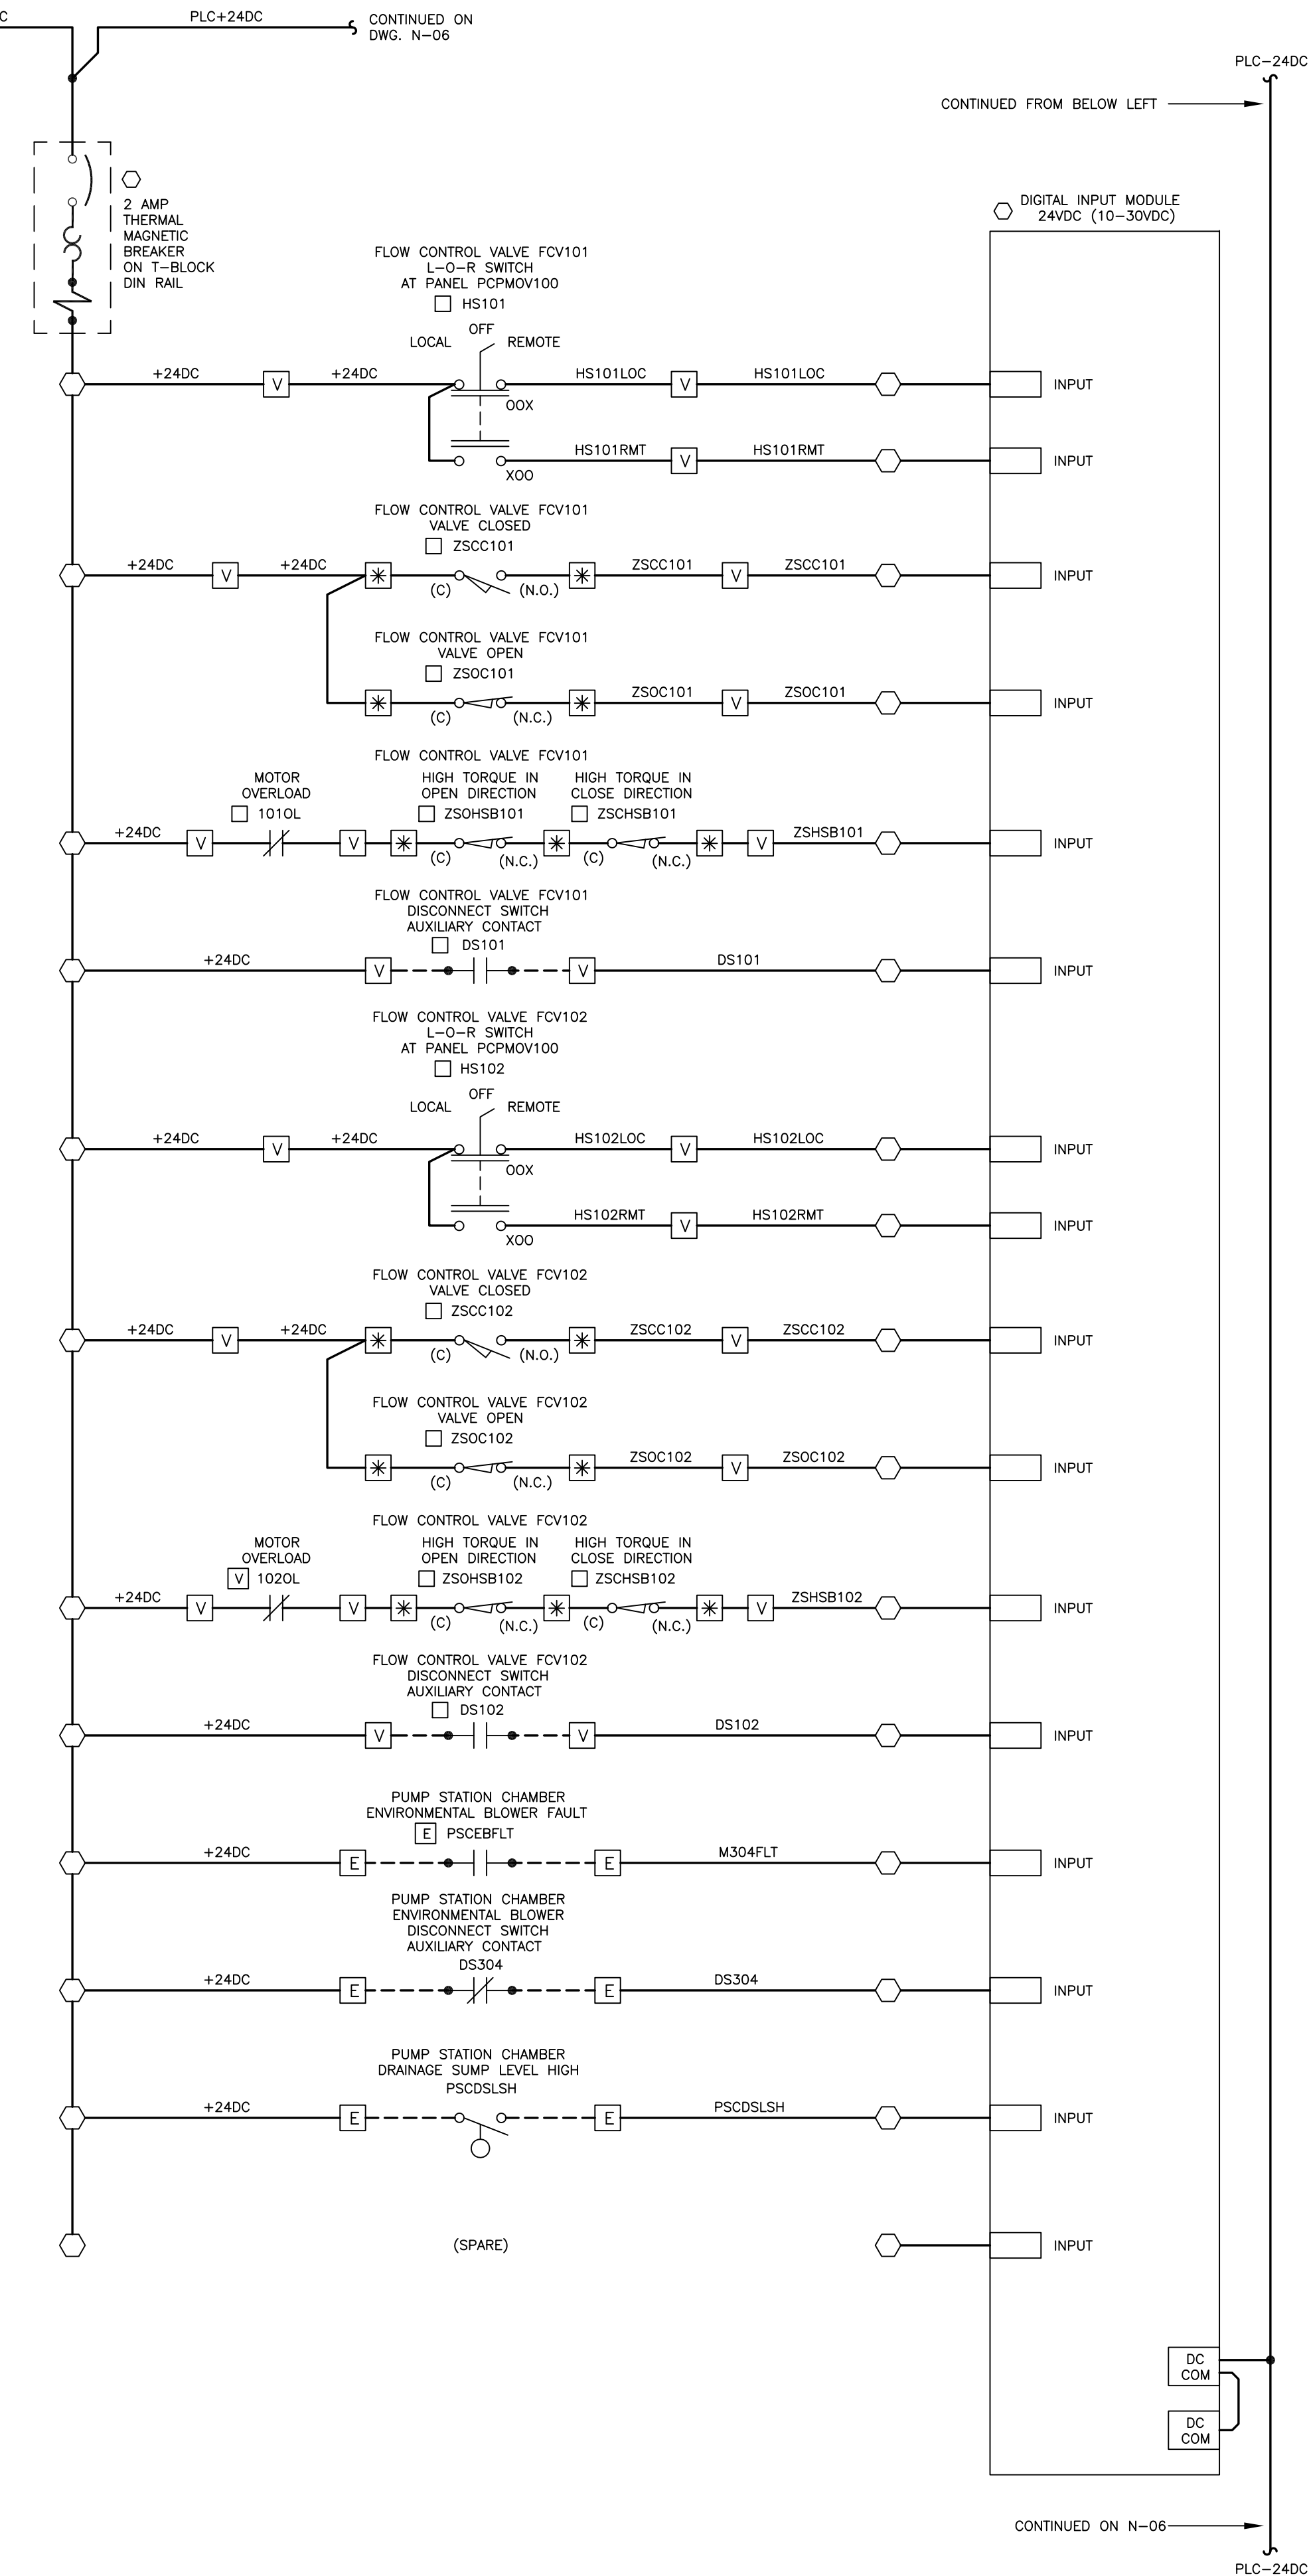 C
PLC+24DC
CONTINUED ON
DWG. N-06
PLC-24DC
CONTINUED FROM BELOW LEFT
2 AMP
THERMAL
MAGNETIC
BREAKER
ON T-BLOCK
DIN RAIL
DIGITAL INPUT MODULE
24VDC (10-30VDC)
FLOW CONTROL VALVE FCV101
L-O-R SWITCH
AT PANEL PCPMOV100
HS101
OFF
LOCAL REMOTE
+24DC V +24DC HS101LOC V HS101LOC INPUT
OOX
HS101RMT V HS101RMT INPUT
XOO
FLOW CONTROL VALVE FCV101
VALVE CLOSED
ZSCC101
+24DC V +24DC * (C) (N.O.) * ZSCC101 V ZSCC101 INPUT
FLOW CONTROL VALVE FCV101
VALVE OPEN
ZSOC101
* (C) (N.C.) * ZSOC101 V ZSOC101 INPUT
FLOW CONTROL VALVE FCV101
MOTOR HIGH TORQUE IN HIGH TORQUE IN
OVERLOAD OPEN DIRECTION CLOSE DIRECTION
101OL ZSOHSB101 ZSCHSB101
+24DC V V * (C) (N.C.) * (C) (N.C.) * V ZSHSB101 INPUT
FLOW CONTROL VALVE FCV101
DISCONNECT SWITCH
AUXILIARY CONTACT
DS101
+24DC V V DS101 INPUT
FLOW CONTROL VALVE FCV102
L-O-R SWITCH
AT PANEL PCPMOV100
HS102
OFF
LOCAL REMOTE
+24DC V +24DC HS102LOC V HS102LOC INPUT
OOX
HS102RMT V HS102RMT INPUT
XOO
FLOW CONTROL VALVE FCV102
VALVE CLOSED
ZSCC102
+24DC V +24DC * (C) (N.O.) * ZSCC102 V ZSCC102 INPUT
FLOW CONTROL VALVE FCV102
VALVE OPEN
ZSOC102
* (C) (N.C.) * ZSOC102 V ZSOC102 INPUT
FLOW CONTROL VALVE FCV102
MOTOR HIGH TORQUE IN HIGH TORQUE IN
OVERLOAD OPEN DIRECTION CLOSE DIRECTION
V 102OL ZSOHSB102 ZSCHSB102
+24DC V V * (C) (N.C.) * (C) (N.C.) * V ZSHSB102 INPUT
FLOW CONTROL VALVE FCV102
DISCONNECT SWITCH
AUXILIARY CONTACT
DS102
+24DC V V DS102 INPUT
PUMP STATION CHAMBER
ENVIRONMENTAL BLOWER FAULT
E PSCEBFLT
+24DC E E M304FLT INPUT
PUMP STATION CHAMBER
ENVIRONMENTAL BLOWER
DISCONNECT SWITCH
AUXILIARY CONTACT
DS304
+24DC E E DS304 INPUT
PUMP STATION CHAMBER
DRAINAGE SUMP LEVEL HIGH
PSCDSLSH
+24DC E E PSCDSLSH INPUT
(SPARE) INPUT
DC
COM
DC
COM
CONTINUED ON N-06
PLC-24DC